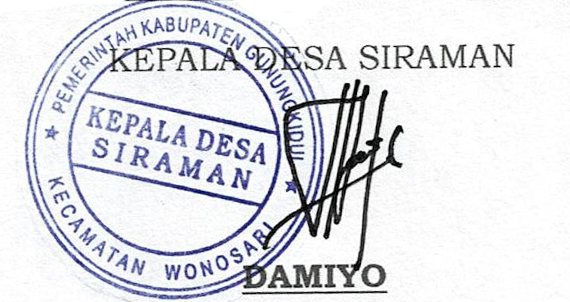 KEPALA DESA SIRAMAN
PEMERINTAH KABUPATEN GUNUNGKIDUL
KEPALA DESA
SIRAMAN
KECAMATAN WONOSARI
DAMIYO